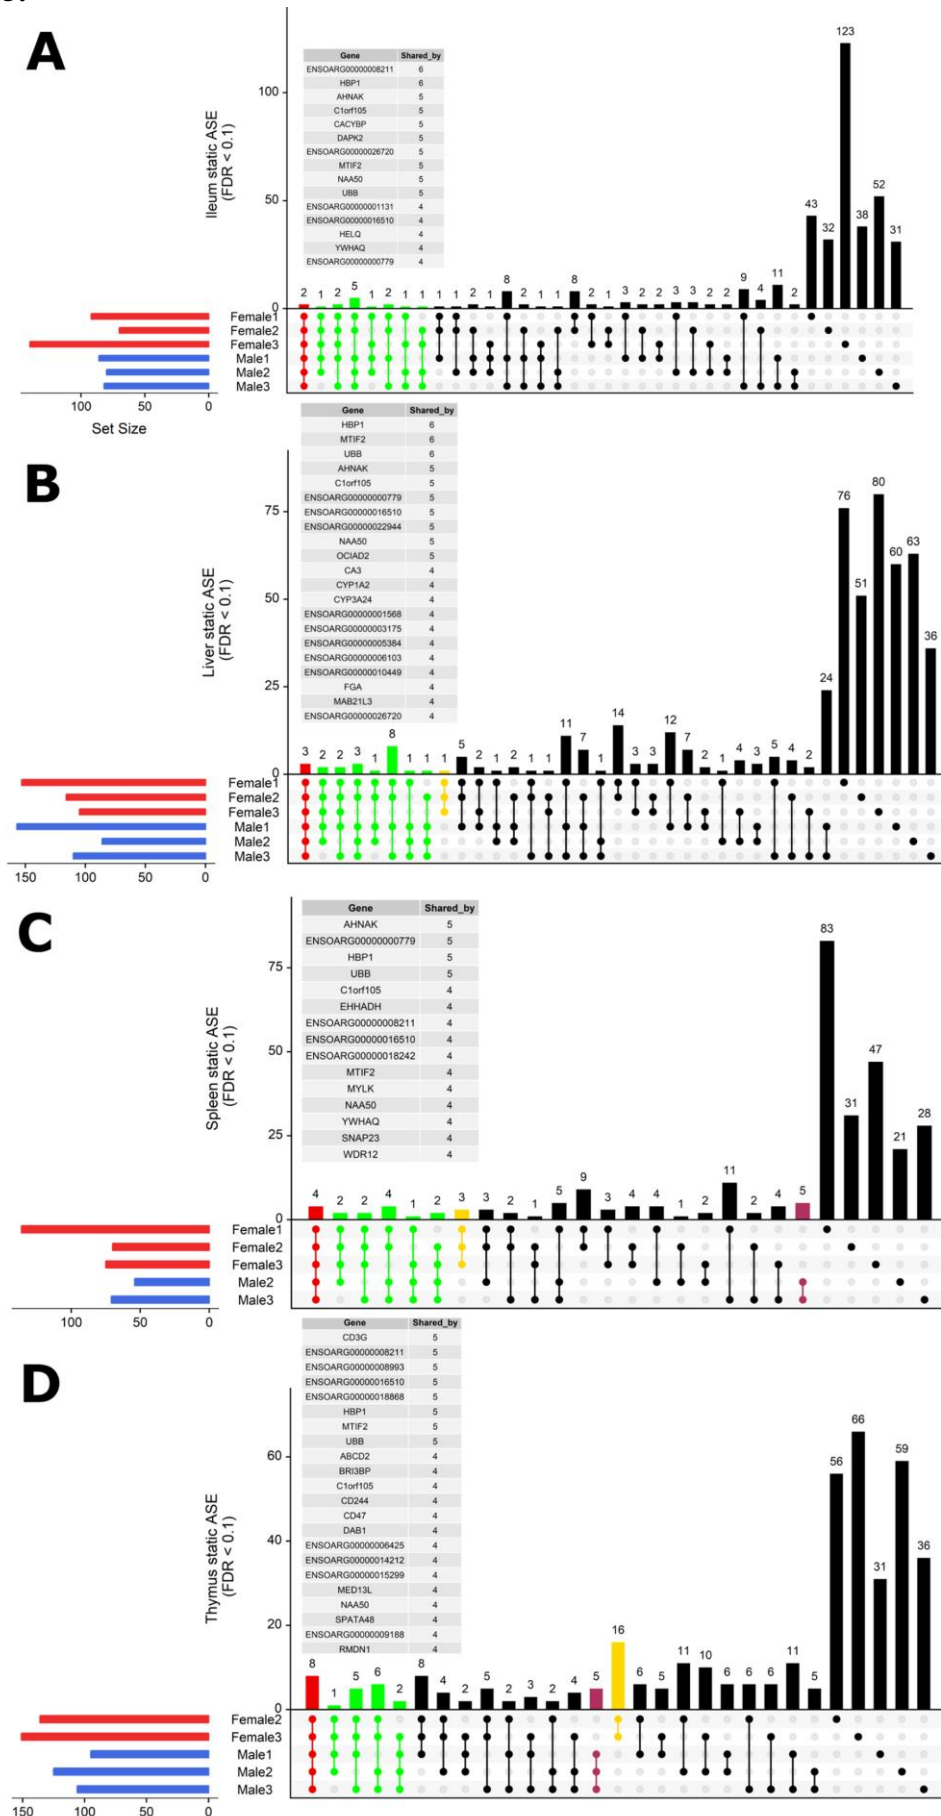 A
Ileum static ASE
(FDR < 0.1)
100
50
0
Gene Shared_by
ENSOARG00000008211 6
HBP1 6
AHNAK 5
C1orf105 5
CACYBP 5
DAPK2 5
ENSOARG00000026720 5
MTIF2 5
NAA50 5
UBB 5
ENSOARG00000001131 4
ENSOARG00000016510 4
HELQ 4
YWHAQ 4
ENSOARG00000000779 4
2 1 2 5 1 2 1 1 1 1 2 1 8 2 1 1 8 2 1 3 2 2 3 3 2 2 9 4 11 2 43 32 123 38 52 31
Female1
Female2
Female3
Male1
Male2
Male3
100 50 0
Set Size
B
Liver static ASE
(FDR < 0.1)
75
50
25
0
Gene Shared_by
HBP1 6
MTIF2 6
UBB 6
AHNAK 5
C1orf105 5
ENSOARG00000000779 5
ENSOARG00000016510 5
ENSOARG00000022944 5
NAA50 5
OCIAD2 5
CA3 4
CYP1A2 4
CYP3A24 4
ENSOARG00000001568 4
ENSOARG00000003175 4
ENSOARG00000005384 4
ENSOARG00000006103 4
ENSOARG00000010449 4
FGA 4
MAB21L3 4
ENSOARG00000026720 4
3 2 2 3 1 8 1 1 1 5 2 1 2 1 1 11 7 1 14 3 3 12 7 2 1 4 3 5 4 2 24 76 51 80 60 63 36
Female1
Female2
Female3
Male1
Male2
Male3
150 100 50 0
C
Spleen static ASE
(FDR < 0.1)
75
50
25
0
Gene Shared_by
AHNAK 5
ENSOARG00000000779 5
HBP1 5
UBB 5
C1orf105 4
EHHADH 4
ENSOARG00000008211 4
ENSOARG00000016510 4
ENSOARG00000018242 4
MTIF2 4
MYLK 4
NAA50 4
YWHAQ 4
SNAP23 4
WDR12 4
4 2 2 4 1 2 3 3 2 1 5 9 3 4 4 1 2 11 2 4 5 83 31 47 21 28
Female1
Female2
Female3
Male2
Male3
100 50 0
D
Thymus static ASE
(FDR < 0.1)
60
40
20
0
Gene Shared_by
CD3G 5
ENSOARG00000008211 5
ENSOARG00000008993 5
ENSOARG00000016510 5
ENSOARG00000018868 5
HBP1 5
MTIF2 5
UBB 5
ABCD2 4
BRI3BP 4
C1orf105 4
CD244 4
CD47 4
DAB1 4
ENSOARG00000006425 4
ENSOARG00000014212 4
ENSOARG00000015299 4
MED13L 4
NAA50 4
SPATA48 4
ENSOARG00000009188 4
RMDN1 4
8 1 5 6 2 8 4 2 5 2 3 2 4 5 16 6 5 11 10 6 6 6 11 5 56 66 31 59 36
Female2
Female3
Male1
Male2
Male3
150 100 50 0